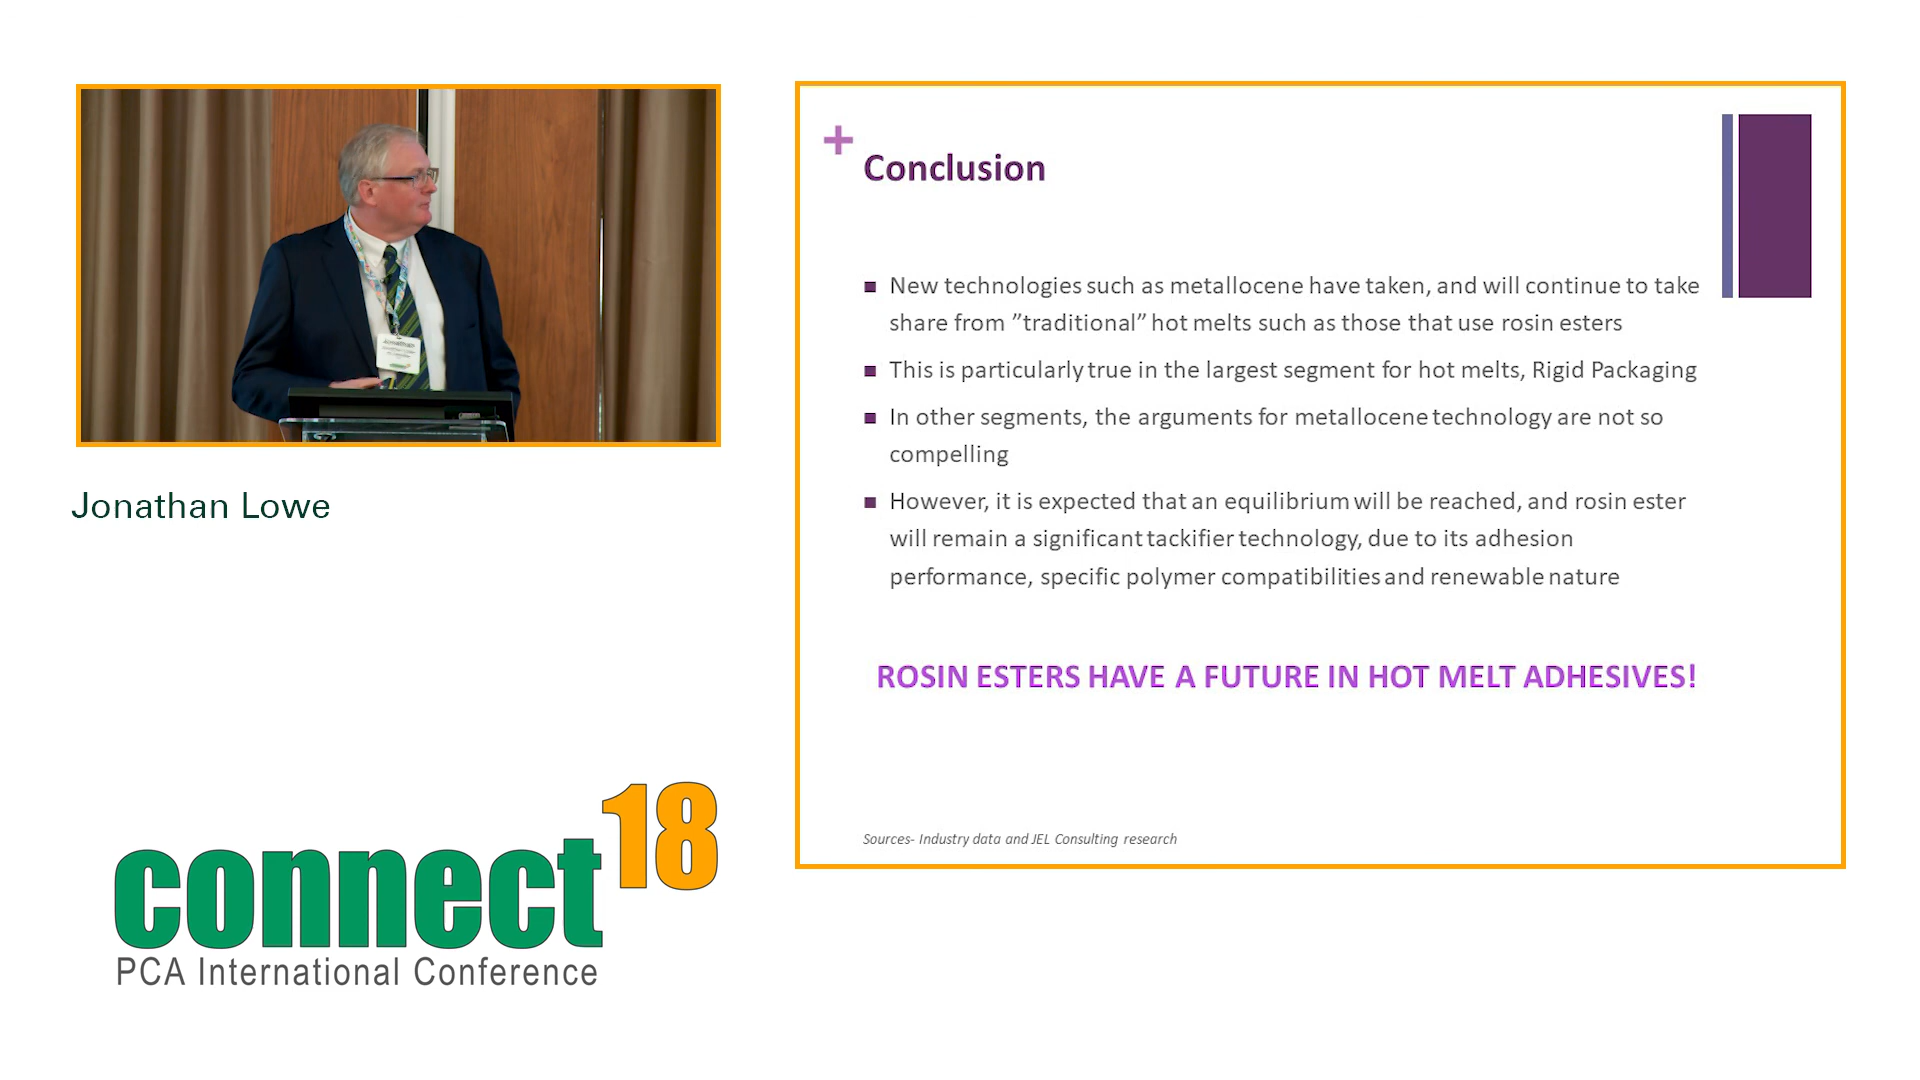 Jonathan
Jonathan Lowe
connect18
PCA International Conference
+
Conclusion
■ New technologies such as metallocene have taken, and will continue to take
share from ”traditional” hot melts such as those that use rosin esters
■ This is particularly true in the largest segment for hot melts, Rigid Packaging
■ In other segments, the arguments for metallocene technology are not so
compelling
■ However, it is expected that an equilibrium will be reached, and rosin ester
will remain a significant tackifier technology, due to its adhesion
performance, specific polymer compatibilities and renewable nature
ROSIN ESTERS HAVE A FUTURE IN HOT MELT ADHESIVES!
Sources- Industry data and JEL Consulting research